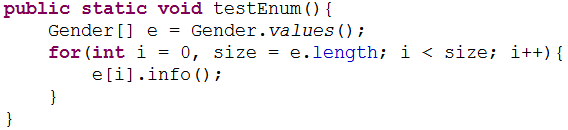 public static void testEnum(){
    Gender[] e = Gender.values();
    for(int i = 0, size = e.length; i < size; i++){
        e[i].info();
    }
}